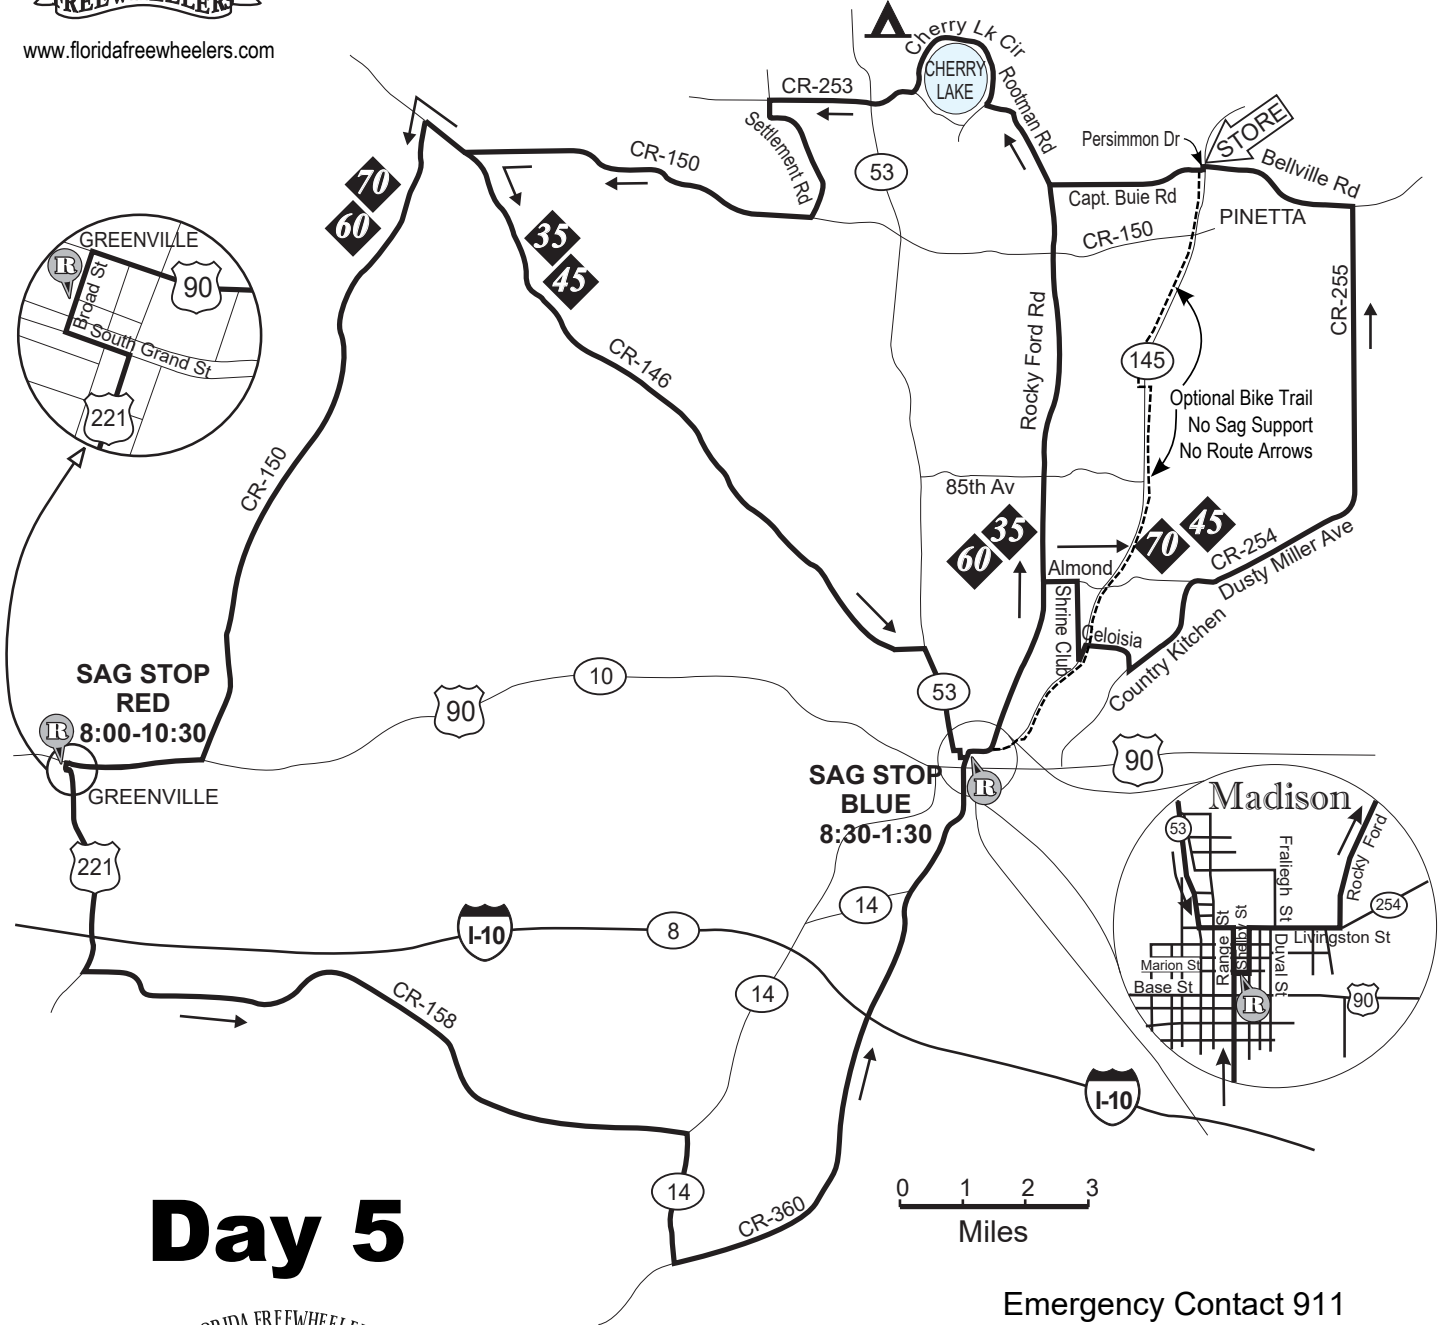 FREEWHEELERS
www.floridafreewheelers.com
Cherry Lk Cir
CHERRY
LAKE
Rootman Rd
CR-253
Settlement Rd
53
CR-150
Persimmon Dr
STORE
Bellville Rd
Capt. Buie Rd
PINETTA
CR-150
CR-255
70
60
35
45
GREENVILLE
R
90
Broad St
South Grand St
221
CR-146
Rocky Ford Rd
145
Optional Bike Trail
No Sag Support
No Route Arrows
CR-150
85th Av
35
60
70
45
CR-254
Dusty Miller Ave
Almond
Shrine Club
Celoisia
Country Kitchen
SAG STOP
RED
8:00-10:30
R
GREENVILLE
10
90
53
90
SAG STOP
BLUE
8:30-1:30
R
221
14
I-10
8
14
CR-158
Madison
53
Fraliegh St
Rocky Ford
254
Range St
Shelby St
Duval St
Livingston St
Marion St
Base St
90
R
I-10
14
CR-360
0 1 2 3
Miles
Day 5
Emergency Contact 911